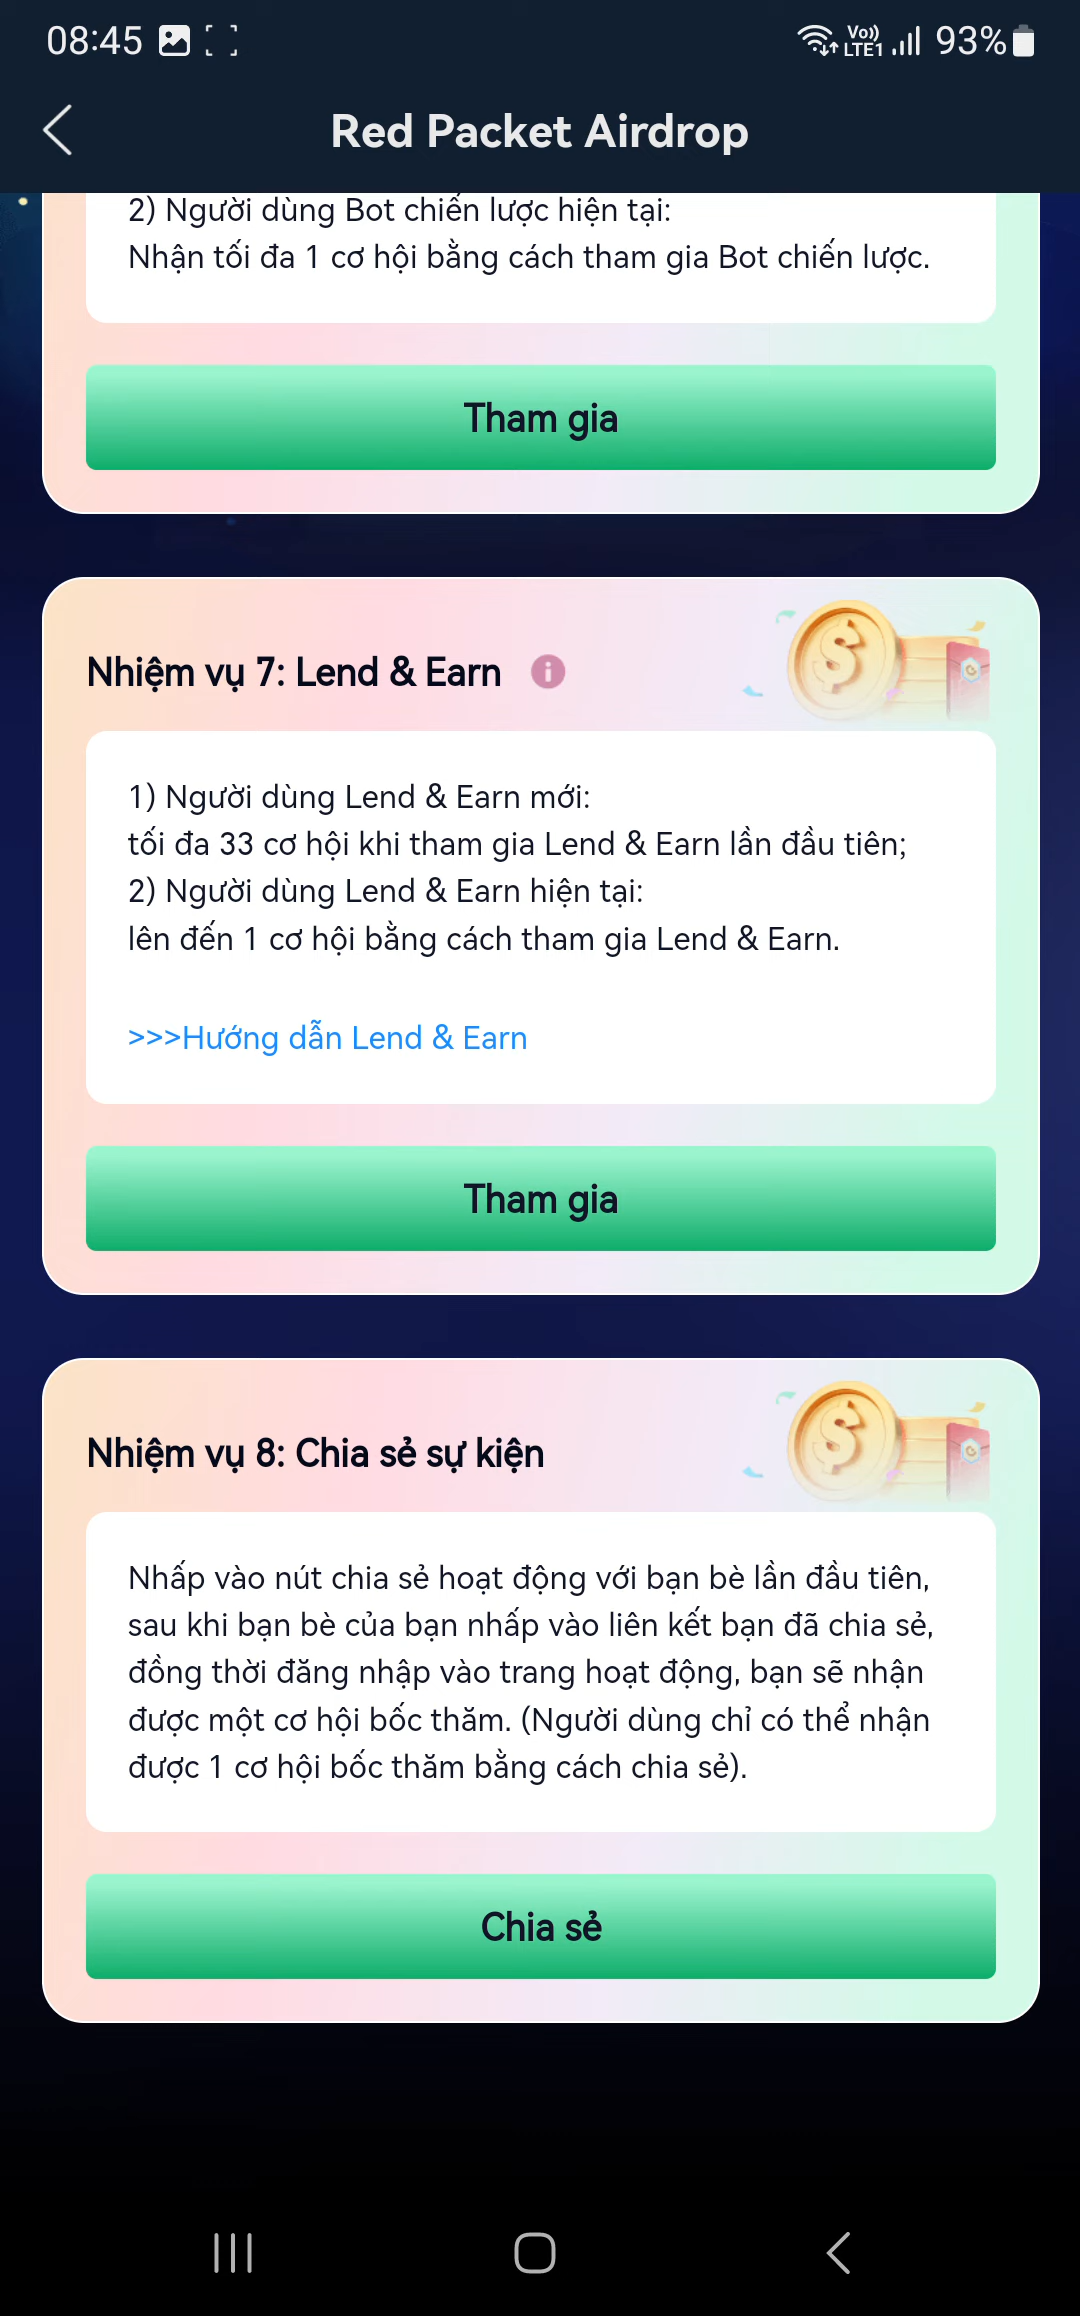 08:45
Vo)) LTE1 93%
Red Packet Airdrop
2) Người dùng Bot chiến lược hiện tại:
Nhận tối đa 1 cơ hội bằng cách tham gia Bot chiến lược.
Tham gia
Nhiệm vụ 7: Lend & Earn
1) Người dùng Lend & Earn mới:
tối đa 33 cơ hội khi tham gia Lend & Earn lần đầu tiên;
2) Người dùng Lend & Earn hiện tại:
lên đến 1 cơ hội bằng cách tham gia Lend & Earn.
>>>Hướng dẫn Lend & Earn
Tham gia
Nhiệm vụ 8: Chia sẻ sự kiện
Nhấp vào nút chia sẻ hoạt động với bạn bè lần đầu tiên,
sau khi bạn bè của bạn nhấp vào liên kết bạn đã chia sẻ,
đồng thời đăng nhập vào trang hoạt động, bạn sẽ nhận
được một cơ hội bốc thăm. (Người dùng chỉ có thể nhận
được 1 cơ hội bốc thăm bằng cách chia sẻ).
Chia sẻ